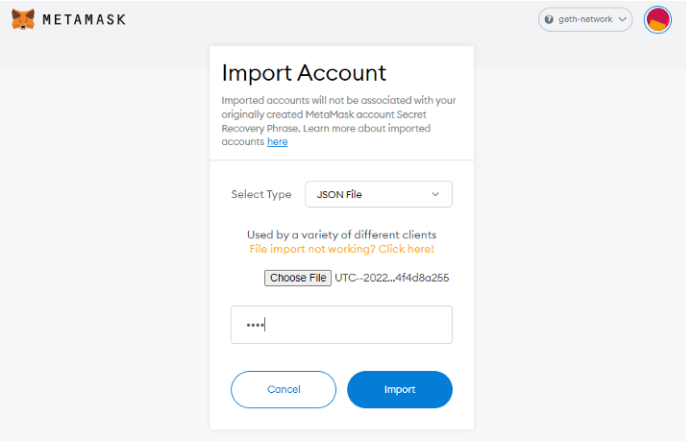 METAMASK
geth-network
Import Account
Imported accounts will not be associated with your
originally created MetaMask account Secret
Recovery Phrase. Learn more about imported
accounts here
Select Type JSON File
Used by a variety of different clients
File import not working? Click here!
Choose File UTC--2022...4f4d8a255
••••
Cancel Import